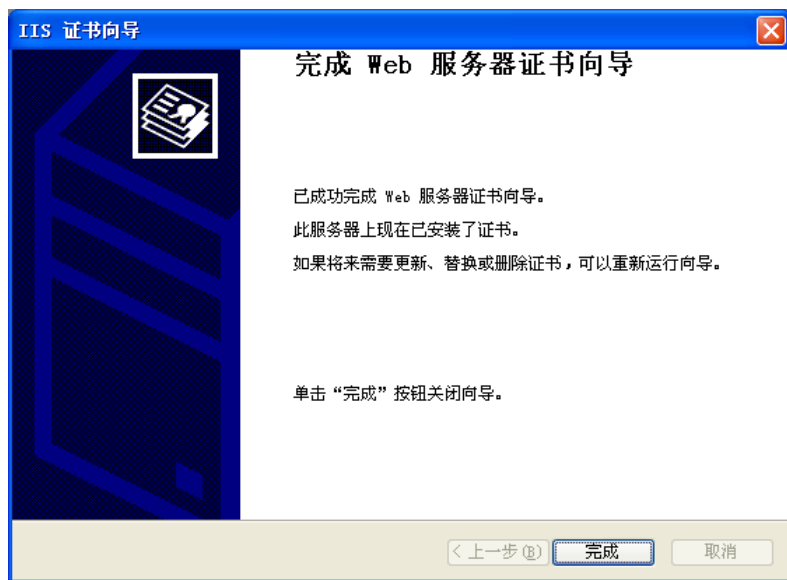 IIS 证书向导
完成 Web 服务器证书向导
已成功完成 Web 服务器证书向导。
此服务器上现在已安装了证书。
如果将来需要更新、替换或删除证书，可以重新运行向导。
单击“完成”按钮关闭向导。
< 上一步(B) 完成 取消